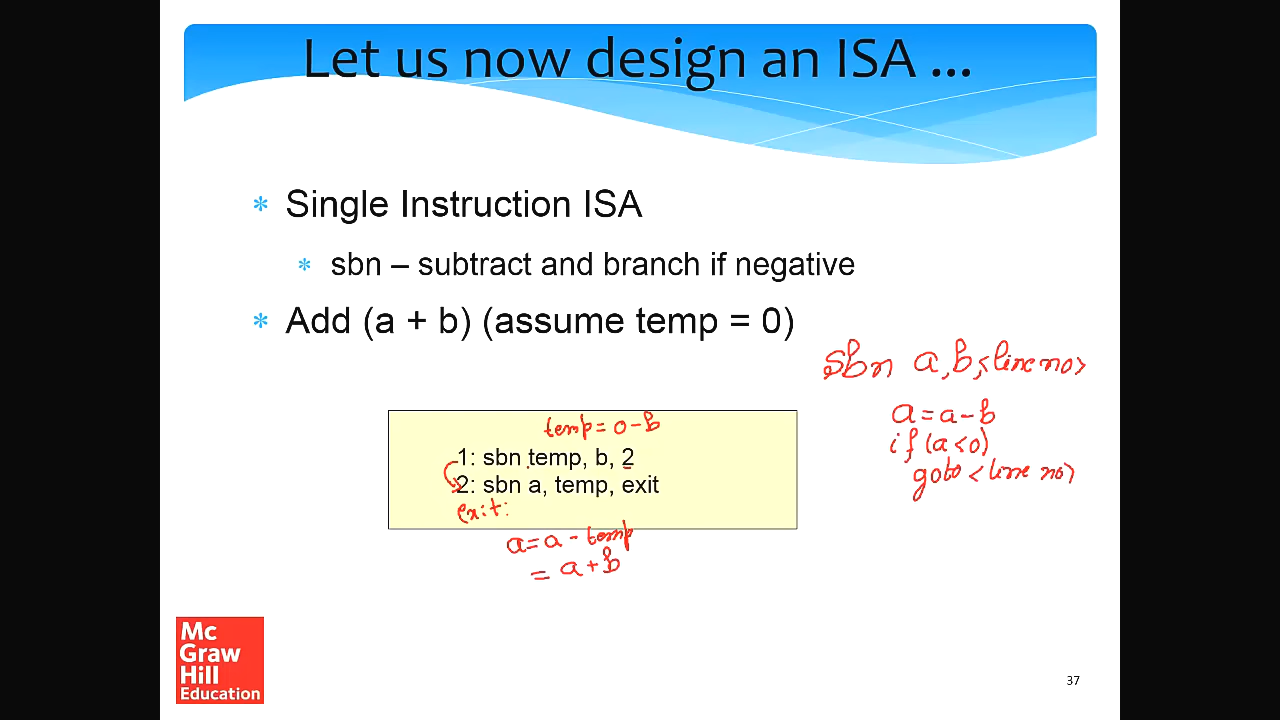 Let us now design an ISA ...
* Single Instruction ISA
* sbn – subtract and branch if negative
* Add (a + b) (assume temp = 0)
sbn a, b, <line no>
a = a - b
if (a < 0)
goto <line no>
temp = 0 - b
1: sbn temp, b, 2
2: sbn a, temp, exit
exit:
a = a - temp
= a + b
Mc
Graw
Hill
Education
37